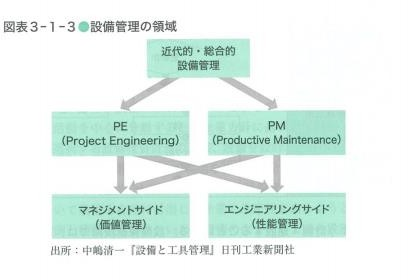 図表3-1-3●設備管理の領域
近代的・総合的
設備管理
PE
(Project Engineering)
PM
(Productive Maintenance)
マネジメントサイド
(価値管理)
エンジニアリングサイド
(性能管理)
出所：中嶋清一『設備と工具管理』日刊工業新聞社